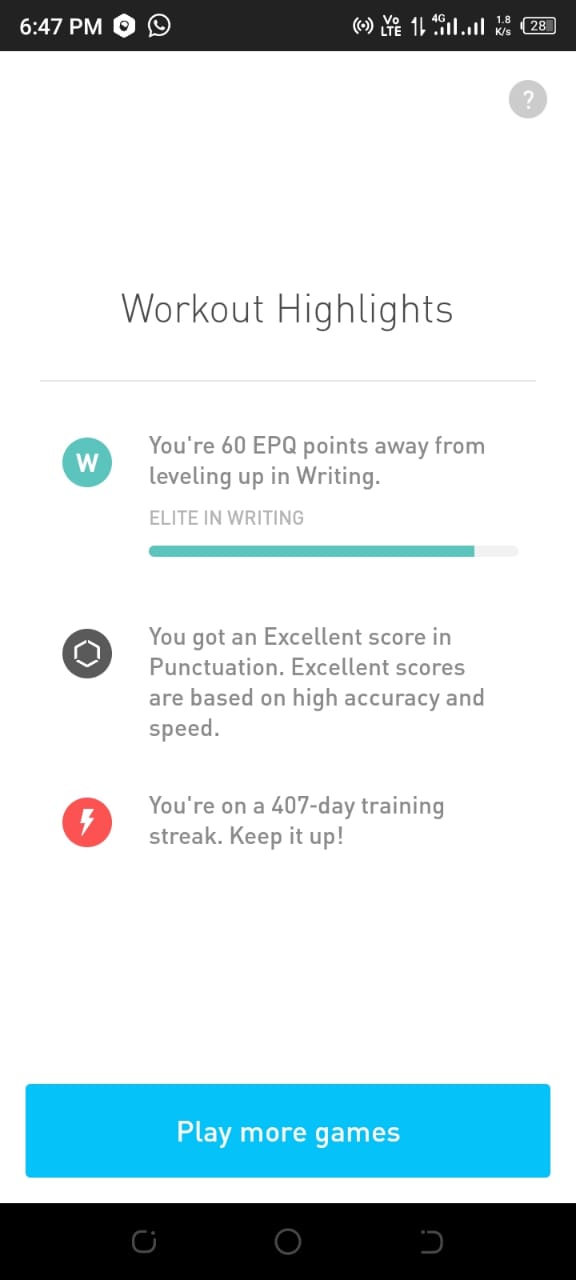 6:47 PM Vo LTE 4G 1.8 K/s 28
?
Workout Highlights
W
You're 60 EPQ points away from
leveling up in Writing.
ELITE IN WRITING
You got an Excellent score in
Punctuation. Excellent scores
are based on high accuracy and
speed.
You're on a 407-day training
streak. Keep it up!
Play more games